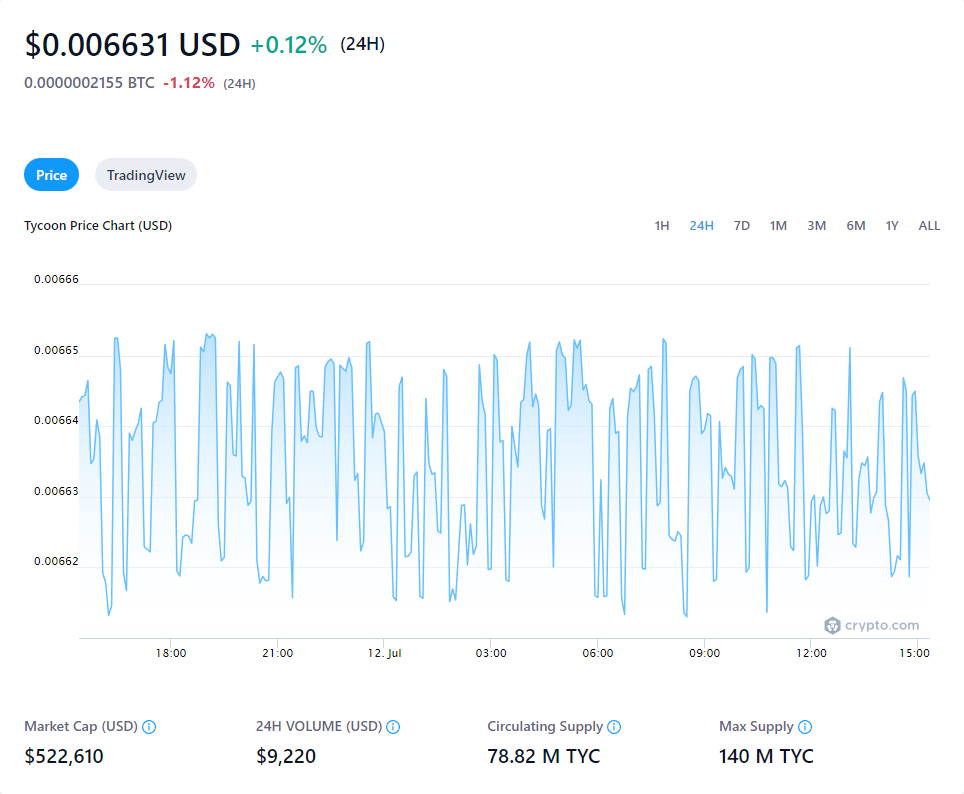 $0.006631 USD +0.12% (24H)
0.0000002155 BTC -1.12% (24H)
Price TradingView
Tycoon Price Chart (USD) 1H 24H 7D 1M 3M 6M 1Y ALL
0.00666
0.00665
0.00664
0.00663
0.00662
crypto.com
18:00 21:00 12. Jul 03:00 06:00 09:00 12:00 15:00
Market Cap (USD) 24H VOLUME (USD) Circulating Supply Max Supply
$522,610 $9,220 78.82 M TYC 140 M TYC